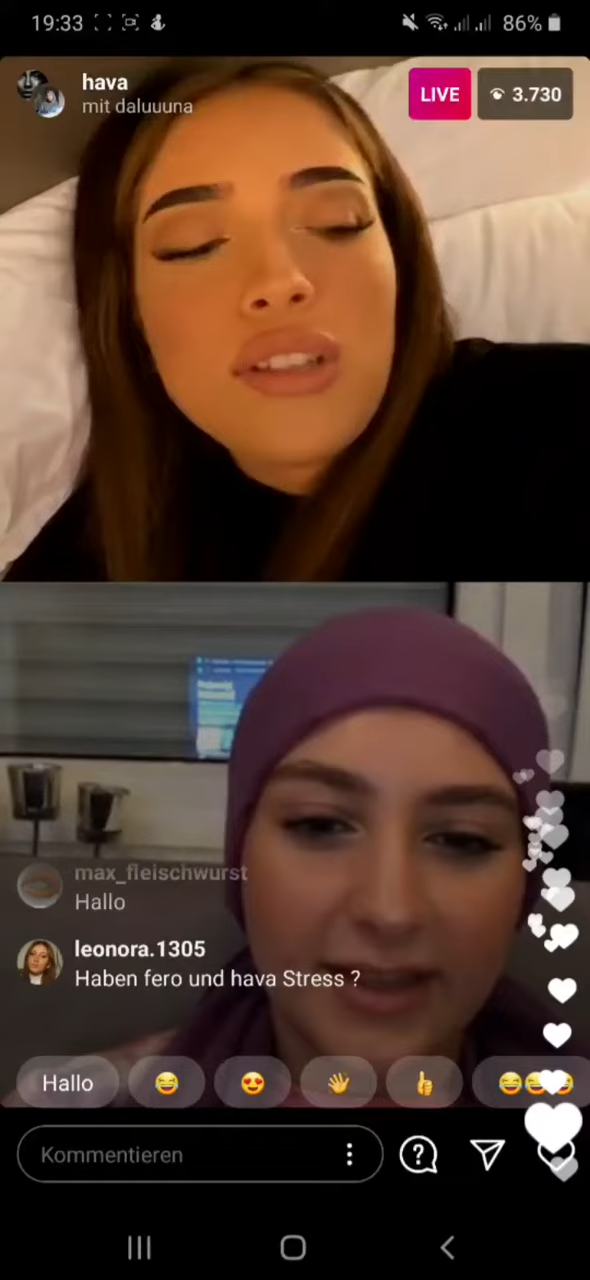 19:33 86%
hava
mit daluuuna
LIVE 3.730
max_fleischwurst
Hallo
leonora.1305
Haben fero und hava Stress ?
Hallo 😂 😍 👋 👍 😂😂😂
Kommentieren